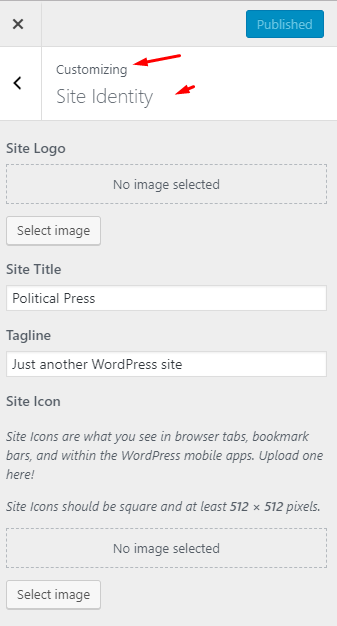 Published
Customizing
Site Identity
Site Logo
No image selected
Select image
Site Title
Political Press
Tagline
Just another WordPress site
Site Icon
Site Icons are what you see in browser tabs, bookmark
bars, and within the WordPress mobile apps. Upload one
here!
Site Icons should be square and at least 512 × 512 pixels.
No image selected
Select image